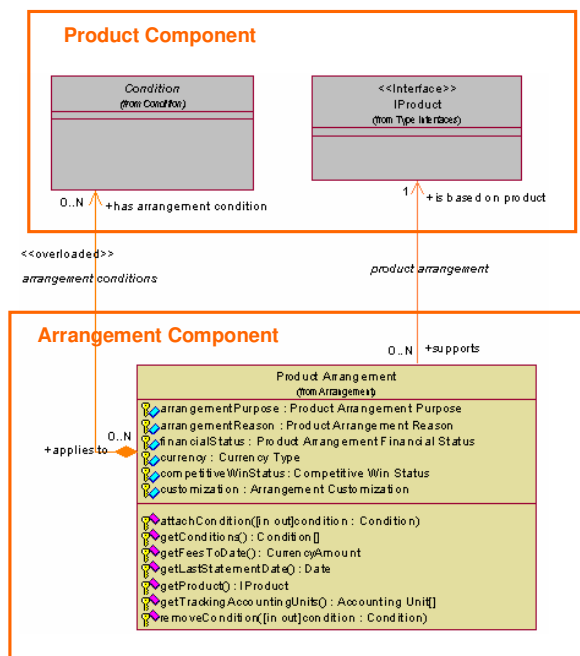 Product Component
Condition
(from Condition)
<<Interface>>
IProduct
(from Type Interfaces)
0..N
+has arrangement condition
1
+is based on product
<<overloaded>>
arrangement conditions
product arrangement
Arrangement Component
0..N
+supports
Product Arrangement
(from Arrangement)
arrangementPurpose : Product Arrangement Purpose
arrangementReason : Product Arrangement Reason
financialStatus : Product Arrangement Financial Status
currency : Currency Type
competitiveWinStatus : Competitive Win Status
customization : Arrangement Customization
0..N
+applies to
attachCondition([in out]condition : Condition)
getConditions() : Condition[]
getFeesToDate() : CurrencyAmount
getLastStatementDate() : Date
getProduct() : IProduct
getTrackingAccountingUnits() : Accounting Unit[]
removeCondition([in out]condition : Condition)